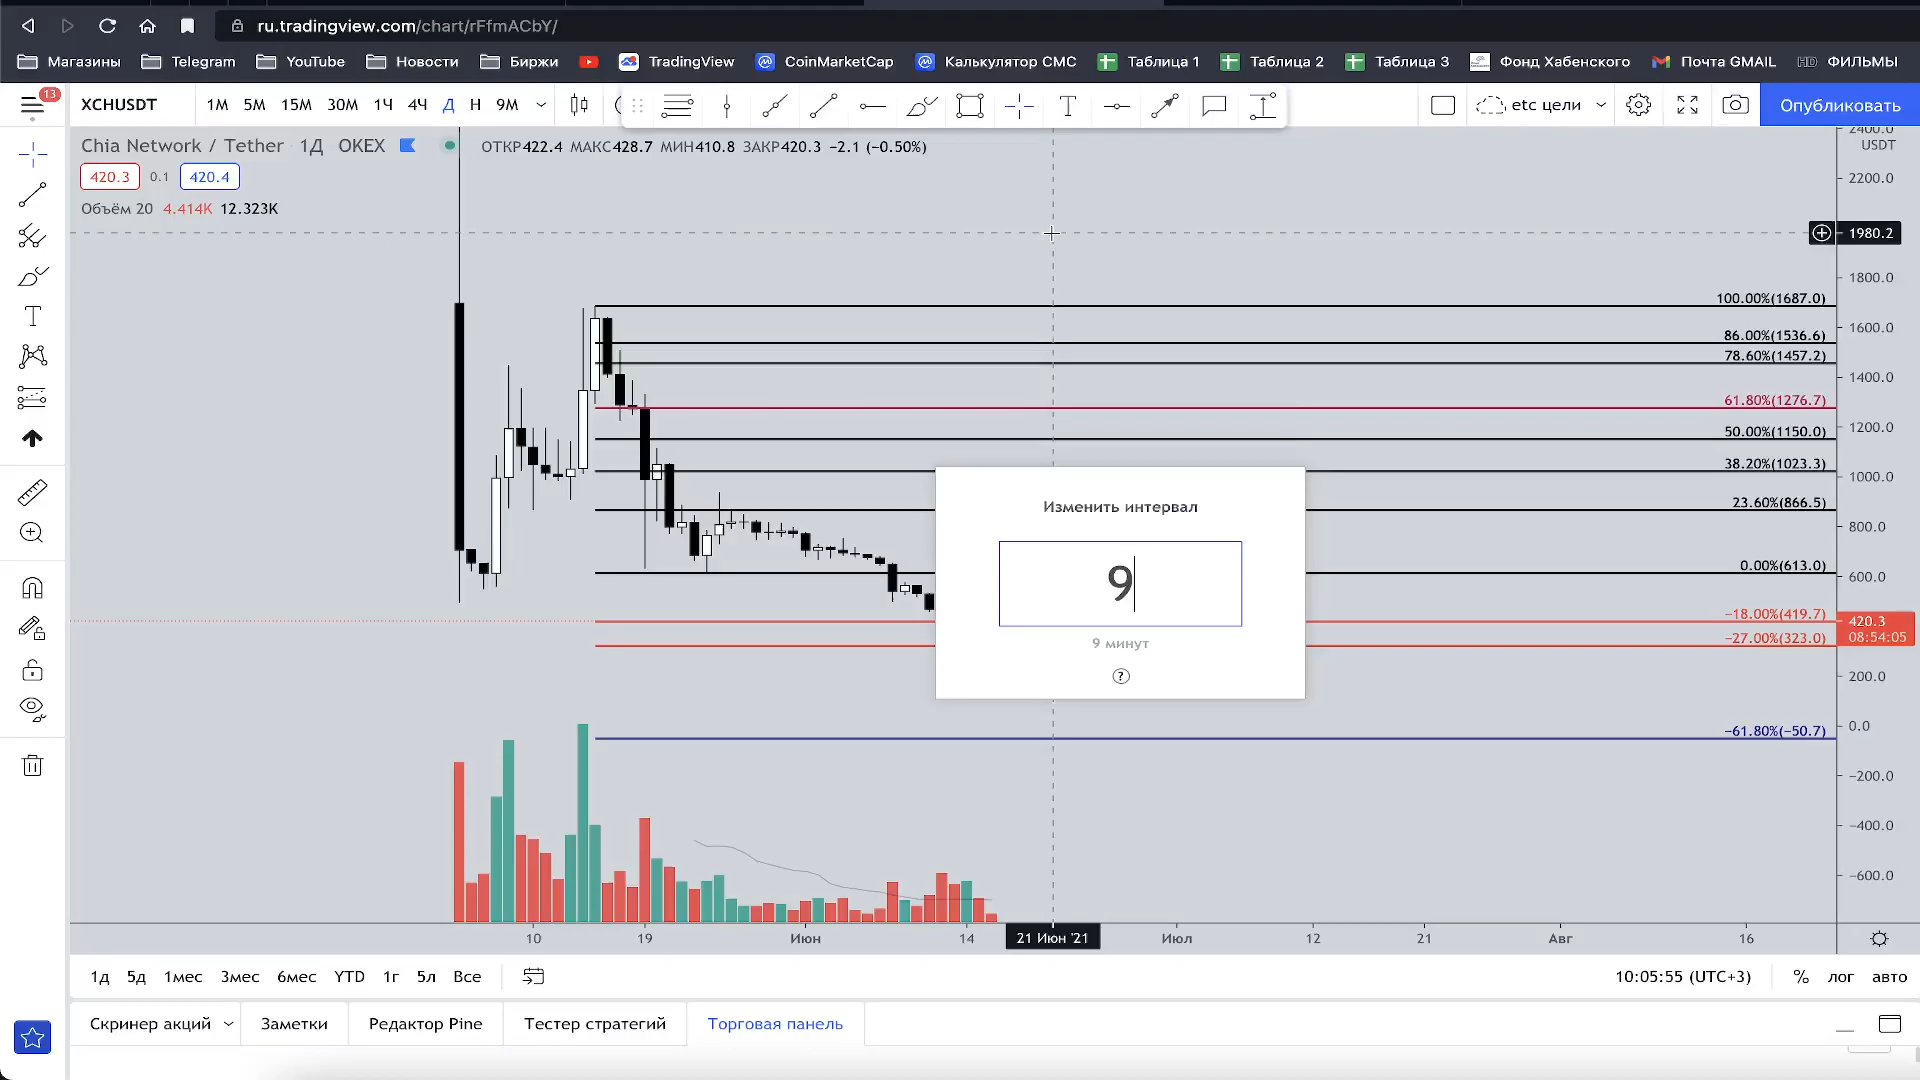 ru.tradingview.com/chart/rFfmACbY/
Магазины Telegram YouTube Новости Биржи TradingView CoinMarketCap Калькулятор СМС Таблица 1 Таблица 2 Таблица 3 Фонд Хабенского Почта GMAIL HD ФИЛЬМЫ
13
XCHUSDT 1М 5М 15М 30М 1Ч 4Ч Д Н 9М etc цели Опубликовать
Chia Network / Tether 1Д OKEX ОТКР422.4 МАКС428.7 МИН410.8 ЗАКР420.3 −2.1 (−0.50%)
420.3 0.1 420.4
Объём 20 4.414K 12.323K
2400.0
USDT
2200.0
1980.2
1800.0
100.00%(1687.0)
1600.0
86.00%(1536.6)
78.60%(1457.2)
1400.0
61.80%(1276.7)
1200.0
50.00%(1150.0)
38.20%(1023.3)
1000.0
23.60%(866.5)
800.0
0.00%(613.0)
600.0
−18.00%(419.7)
420.3
08:54:05
−27.00%(323.0)
200.0
0.0
−61.80%(−50.7)
−200.0
−400.0
−600.0
Изменить интервал
9
9 минут
?
10 19 Июн 14 21 Июн '21 Июл 12 21 Авг 16
1д 5д 1мес 3мес 6мес YTD 1г 5л Все 10:05:55 (UTC+3) % лог авто
Скринер акций Заметки Редактор Pine Тестер стратегий Торговая панель